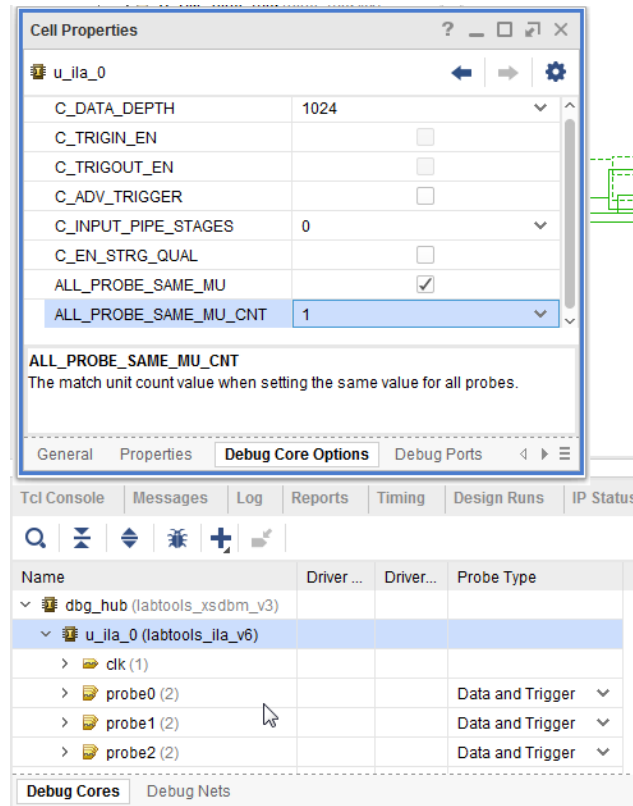 Cell Properties
u_ila_0
C_DATA_DEPTH 1024
C_TRIGIN_EN
C_TRIGOUT_EN
C_ADV_TRIGGER
C_INPUT_PIPE_STAGES 0
C_EN_STRG_QUAL
ALL_PROBE_SAME_MU
ALL_PROBE_SAME_MU_CNT 1
ALL_PROBE_SAME_MU_CNT
The match unit count value when setting the same value for all probes.
General Properties Debug Core Options Debug Ports
Tcl Console Messages Log Reports Timing Design Runs IP Status
Name Driver ... Driver... Probe Type
dbg_hub (labtools_xsdbm_v3)
u_ila_0 (labtools_ila_v6)
clk (1)
probe0 (2) Data and Trigger
probe1 (2) Data and Trigger
probe2 (2) Data and Trigger
Debug Cores Debug Nets